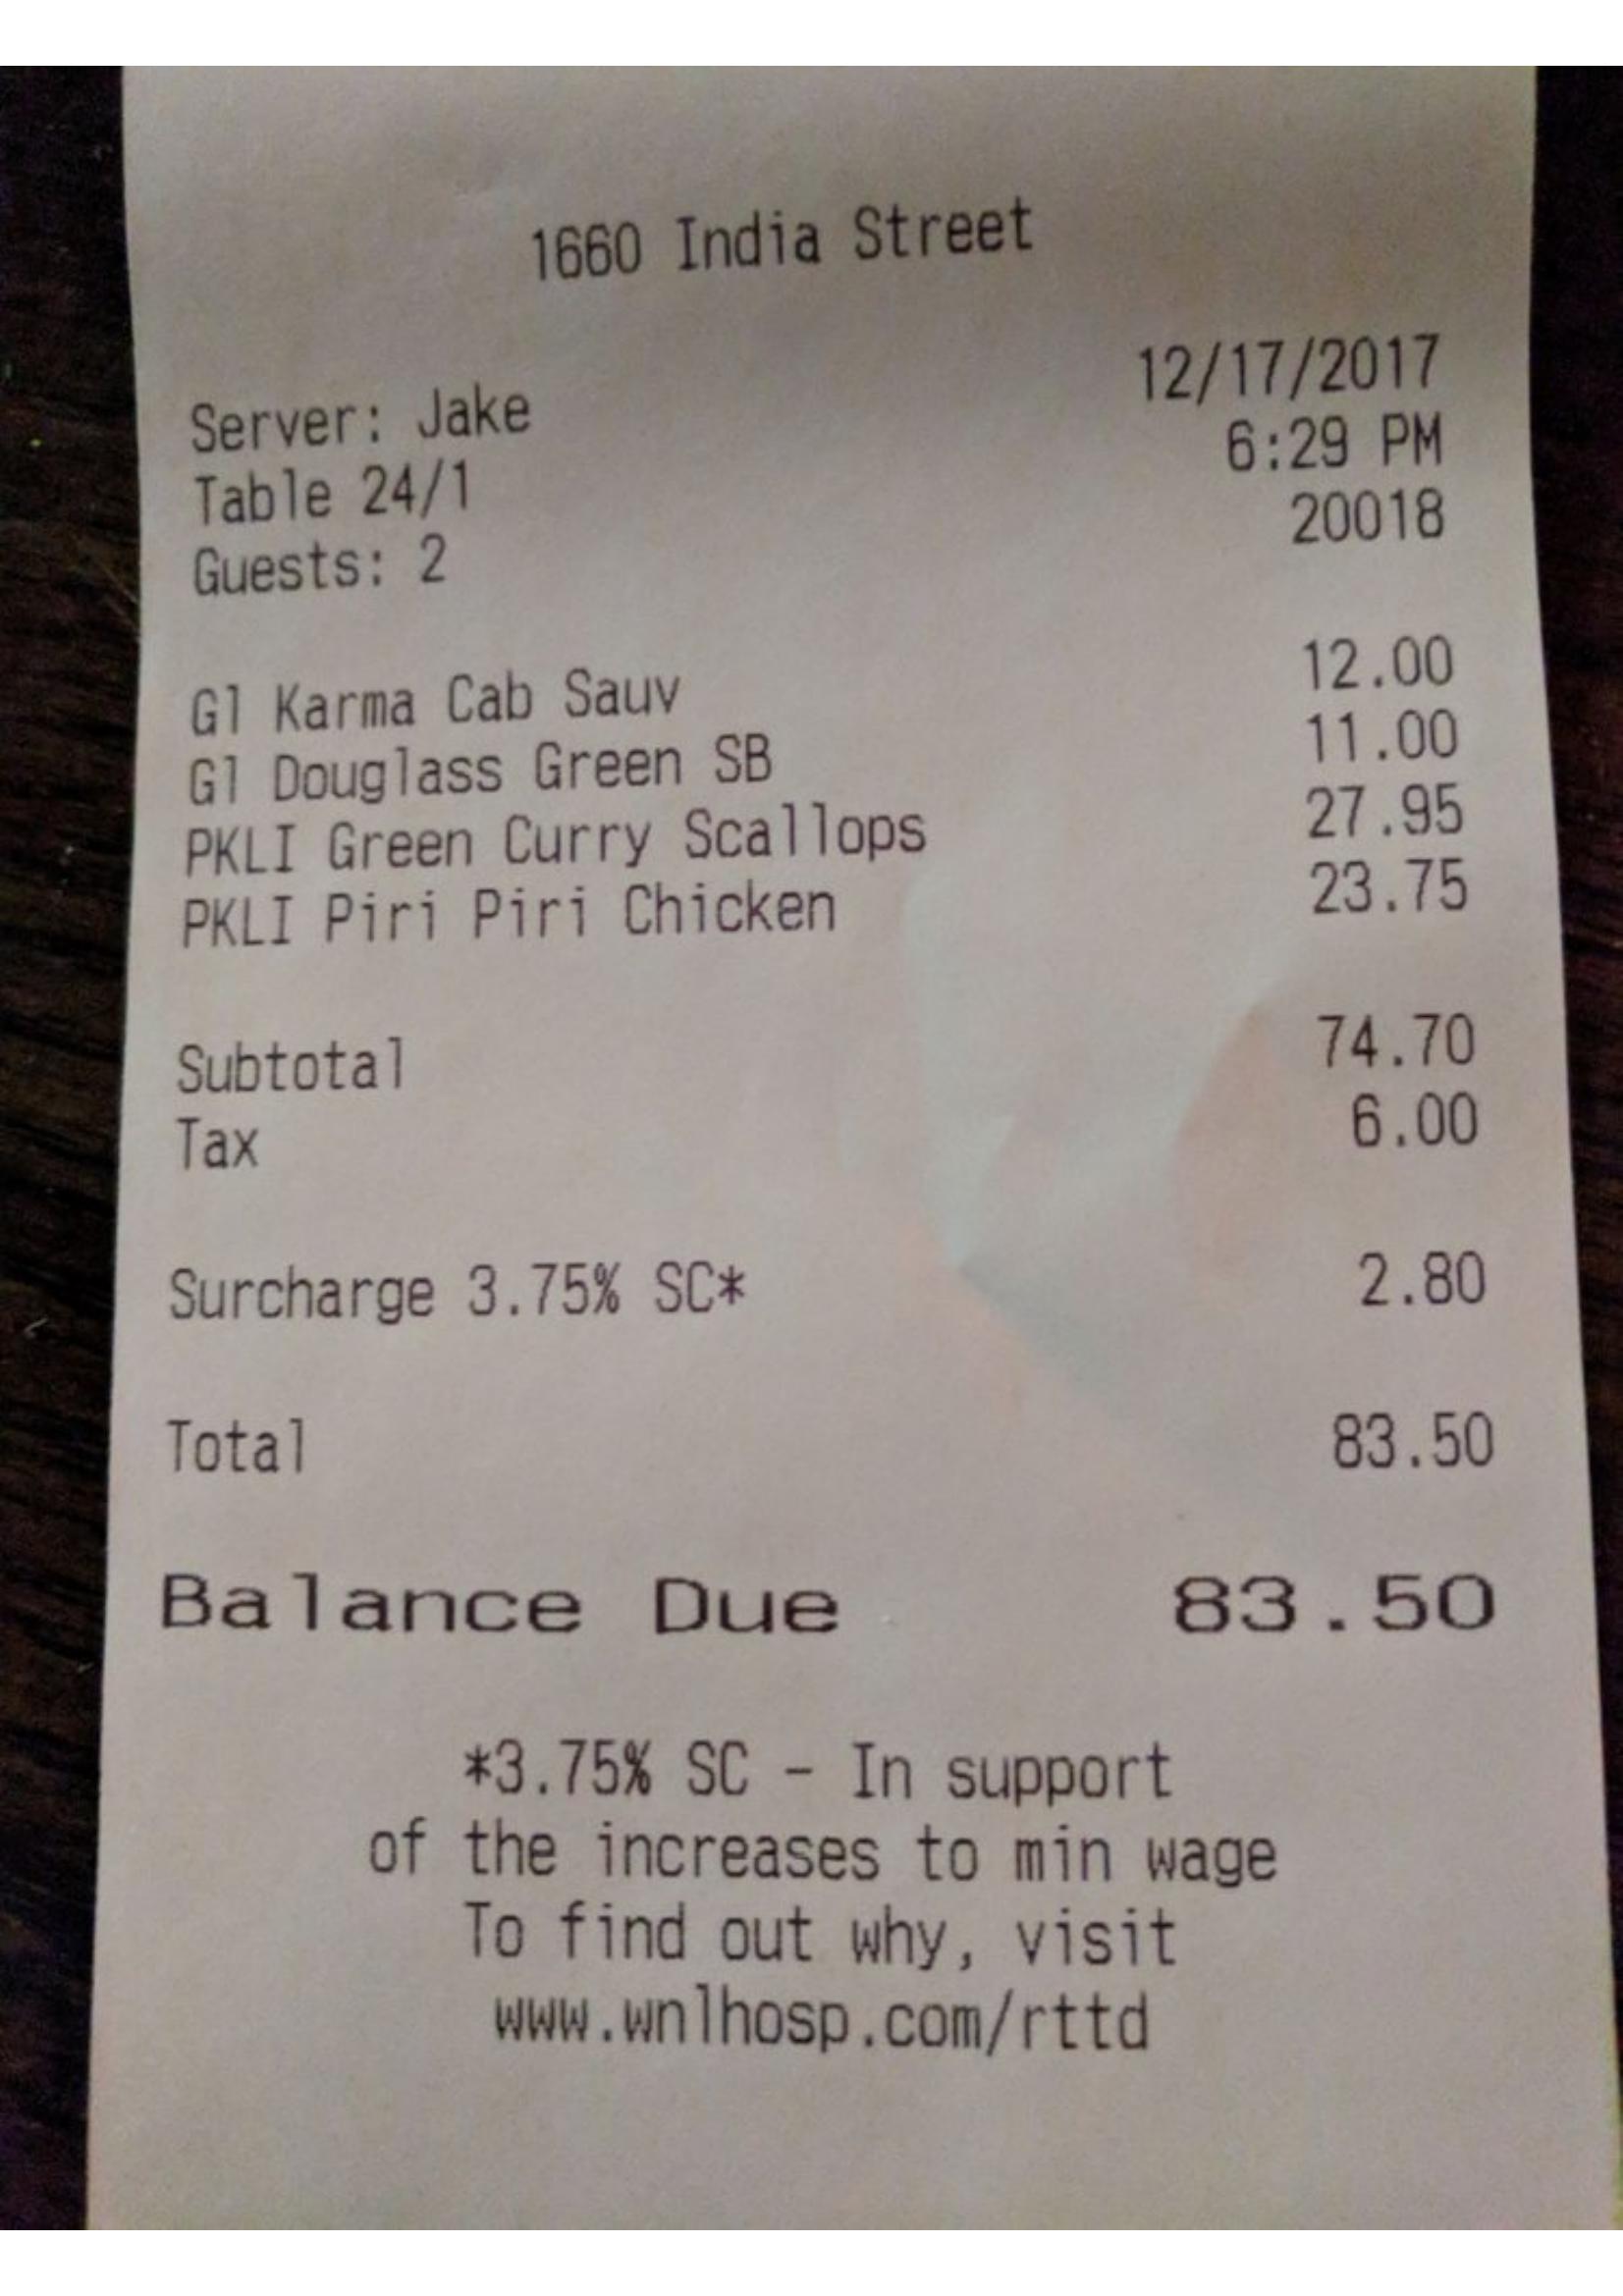 1660 India Street
12/17/2017
Server: Jake 6:29 PM
Table 24/1 20018
Guests: 2
Gl Karma Cab Sauv 12.00
Gl Douglass Green SB 11.00
PKLI Green Curry Scallops 27.95
PKLI Piri Piri Chicken 23.75
Subtotal 74.70
Tax 6.00
Surcharge 3.75% SC* 2.80
Total 83.50
Balance Due 83.50
*3.75% SC - In support
of the increases to min wage
To find out why, visit
www.wnlhosp.com/rttd